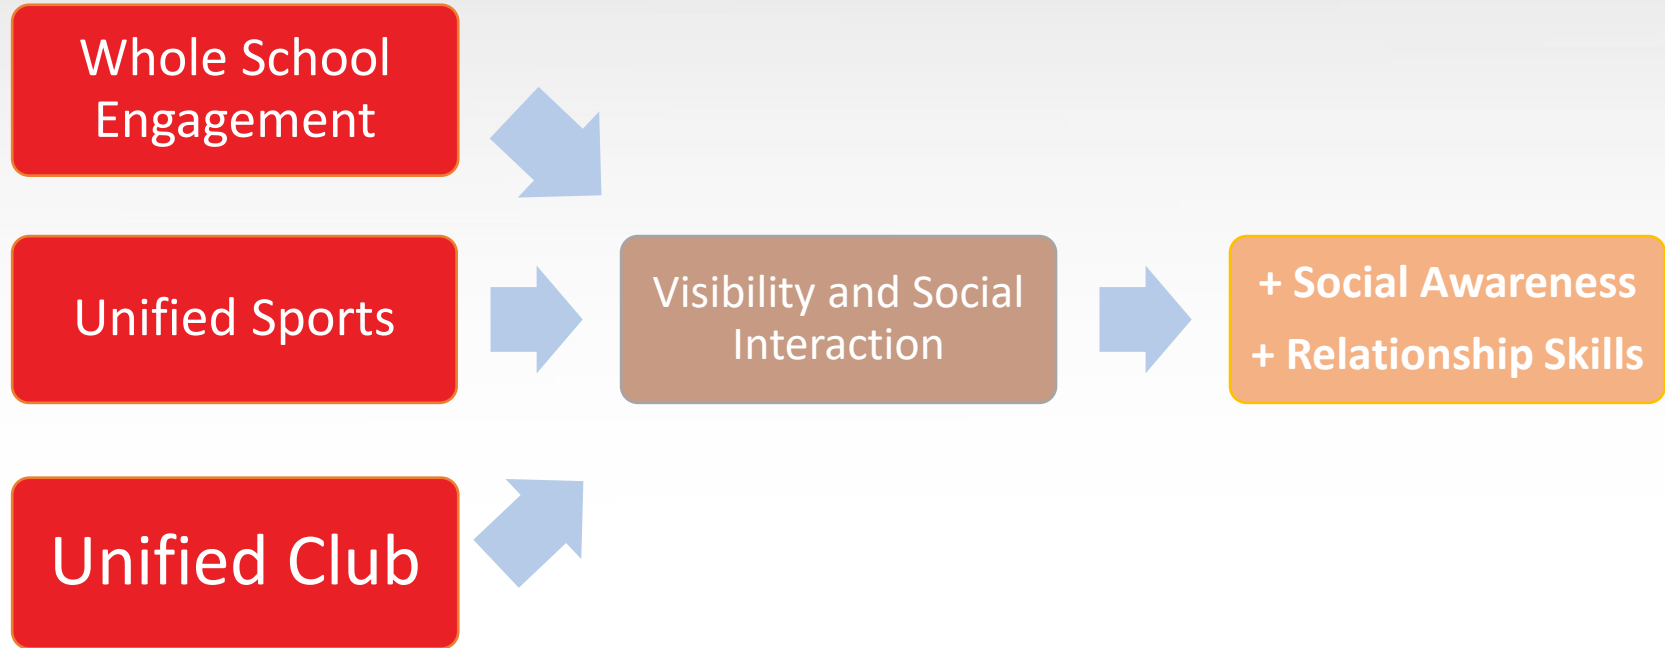 Whole School
Engagement
Unified Sports
Unified Club
Visibility and Social
Interaction
+ Social Awareness
+ Relationship Skills